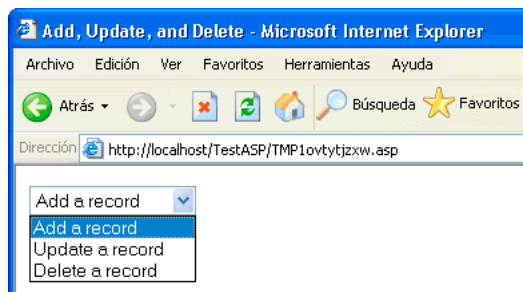 Add, Update, and Delete - Microsoft Internet Explorer
Archivo Edición Ver Favoritos Herramientas Ayuda
Atrás Búsqueda Favoritos
Dirección http://localhost/TestASP/TMP1ovtytjzxw.asp
Add a record
Add a record
Update a record
Delete a record